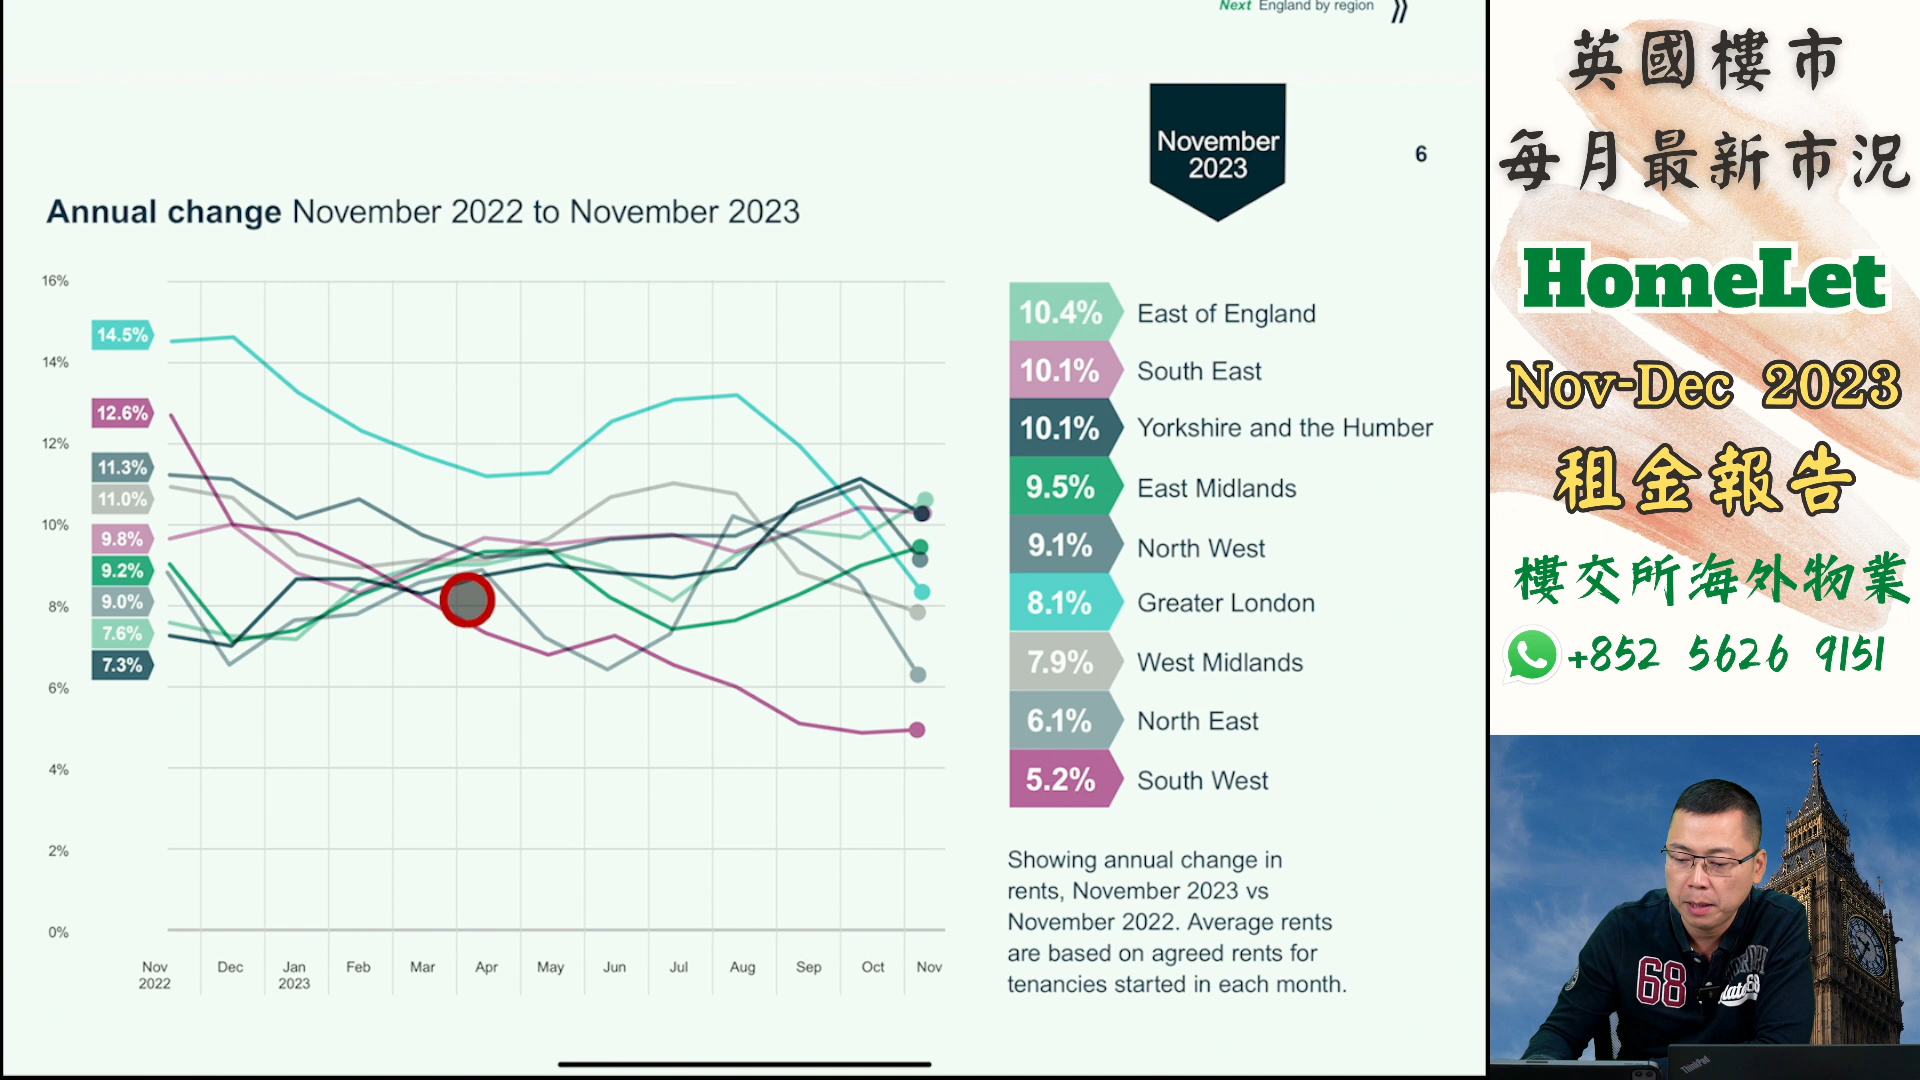 Next England by region
November
2023
6
Annual change November 2022 to November 2023
16%
14%
12%
10%
8%
6%
4%
2%
0%
14.5%
12.6%
11.3%
11.0%
9.8%
9.2%
9.0%
7.6%
7.3%
Nov
2022
Dec
Jan
2023
Feb
Mar
Apr
May
Jun
Jul
Aug
Sep
Oct
Nov
10.4% East of England
10.1% South East
10.1% Yorkshire and the Humber
9.5% East Midlands
9.1% North West
8.1% Greater London
7.9% West Midlands
6.1% North East
5.2% South West
Showing annual change in
rents, November 2023 vs
November 2022. Average rents
are based on agreed rents for
tenancies started in each month.
英國樓市
每月最新市況
HomeLet
Nov-Dec 2023
租金報告
樓交所海外物業
+852 5626 9151
68
ThinkPad